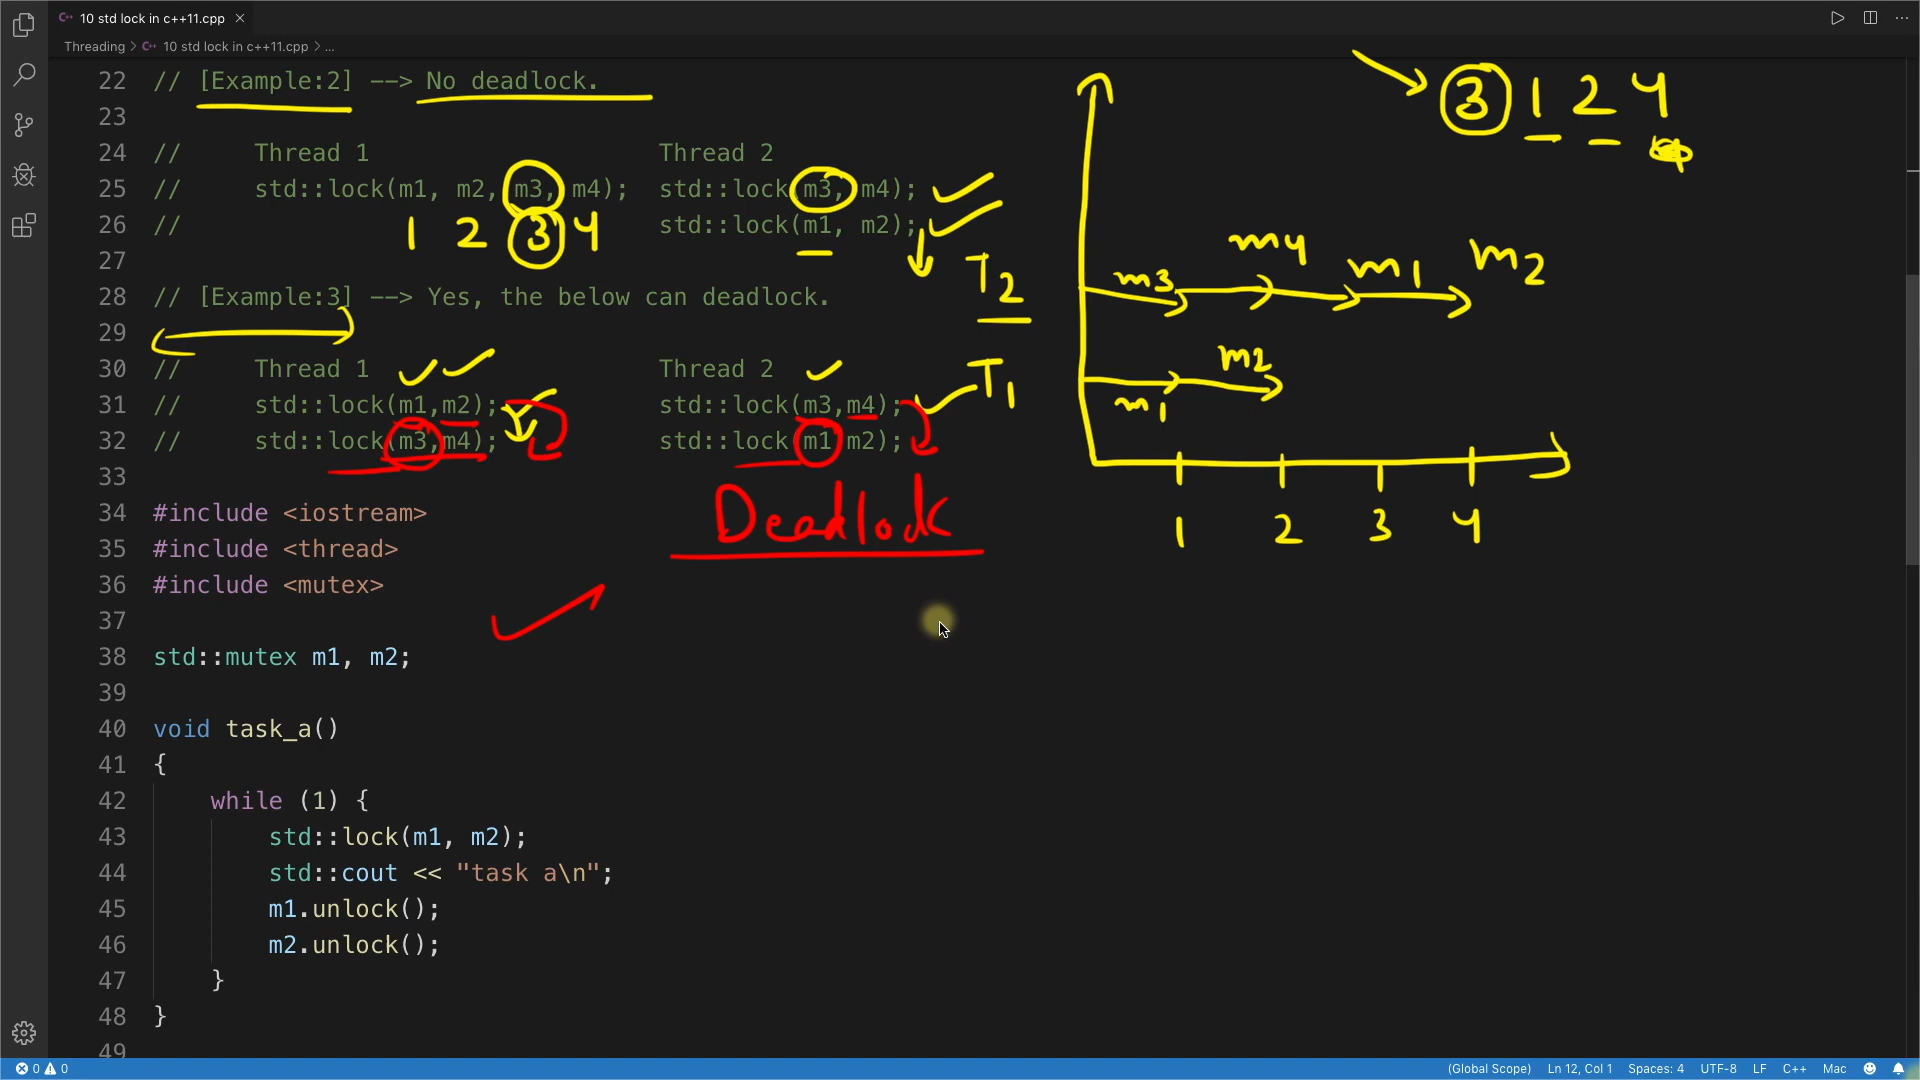 10 std lock in c++11.cpp
Threading > 10 std lock in c++11.cpp > ...
3 1 2 4
22 // [Example:2] --> No deadlock.
23
24 // Thread 1 Thread 2
25 // std::lock(m1, m2, m3, m4); std::lock(m3, m4);
26 // std::lock(m1, m2);
1 2 3 4
27
T2
m3 m4 m1 m2
28 // [Example:3] --> Yes, the below can deadlock.
29
30 // Thread 1 Thread 2
T1
m1 m2
31 // std::lock(m1,m2); std::lock(m3,m4);
32 // std::lock(m3,m4); std::lock(m1,m2);
33
Deadlock
1 2 3 4
34 #include <iostream>
35 #include <thread>
36 #include <mutex>
37
38 std::mutex m1, m2;
39
40 void task_a()
41 {
42 while (1) {
43 std::lock(m1, m2);
44 std::cout << "task a\n";
45 m1.unlock();
46 m2.unlock();
47 }
48 }
49
0 0 (Global Scope) Ln 12, Col 1 Spaces: 4 UTF-8 LF C++ Mac